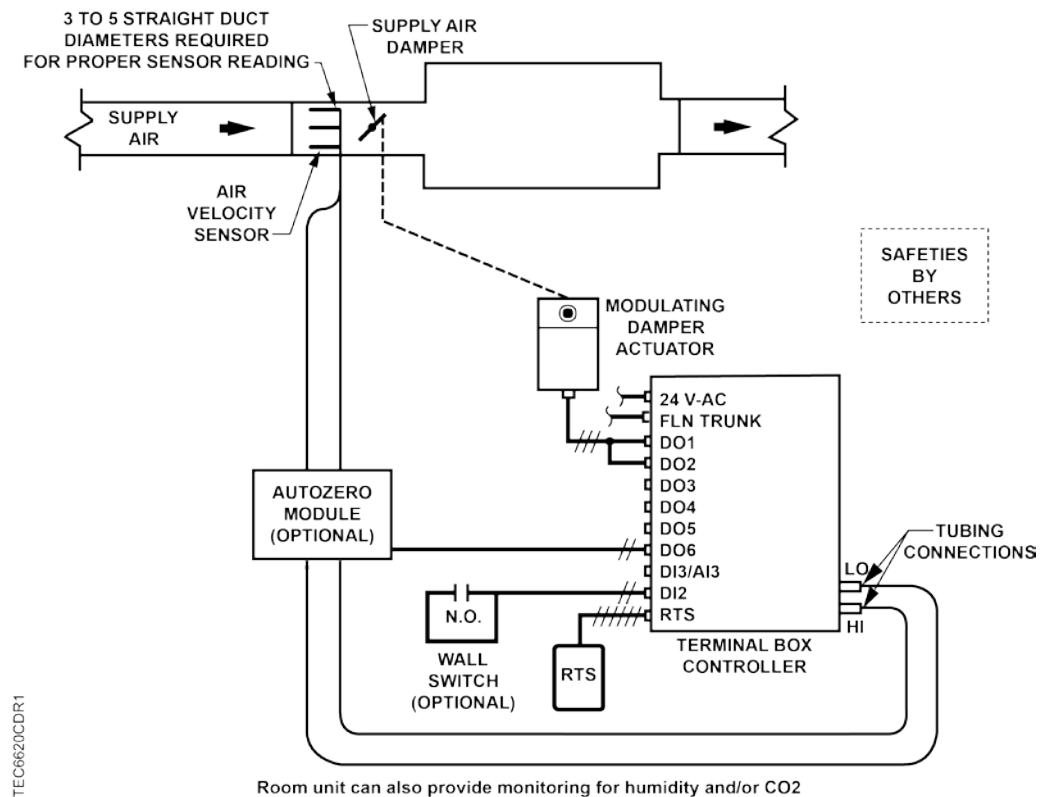 3 TO 5 STRAIGHT DUCT
DIAMETERS REQUIRED
FOR PROPER SENSOR READING
SUPPLY AIR
DAMPER
SUPPLY
AIR
AIR
VELOCITY
SENSOR
SAFETIES
BY
OTHERS
MODULATING
DAMPER
ACTUATOR
24 V-AC
FLN TRUNK
DO1
DO2
DO3
DO4
DO5
DO6
DI3/AI3
DI2
RTS
AUTOZERO
MODULE
(OPTIONAL)
TUBING
CONNECTIONS
LO
HI
N.O.
WALL
SWITCH
(OPTIONAL)
RTS
TERMINAL BOX
CONTROLLER
TEC6620CDR1
Room unit can also provide monitoring for humidity and/or CO2